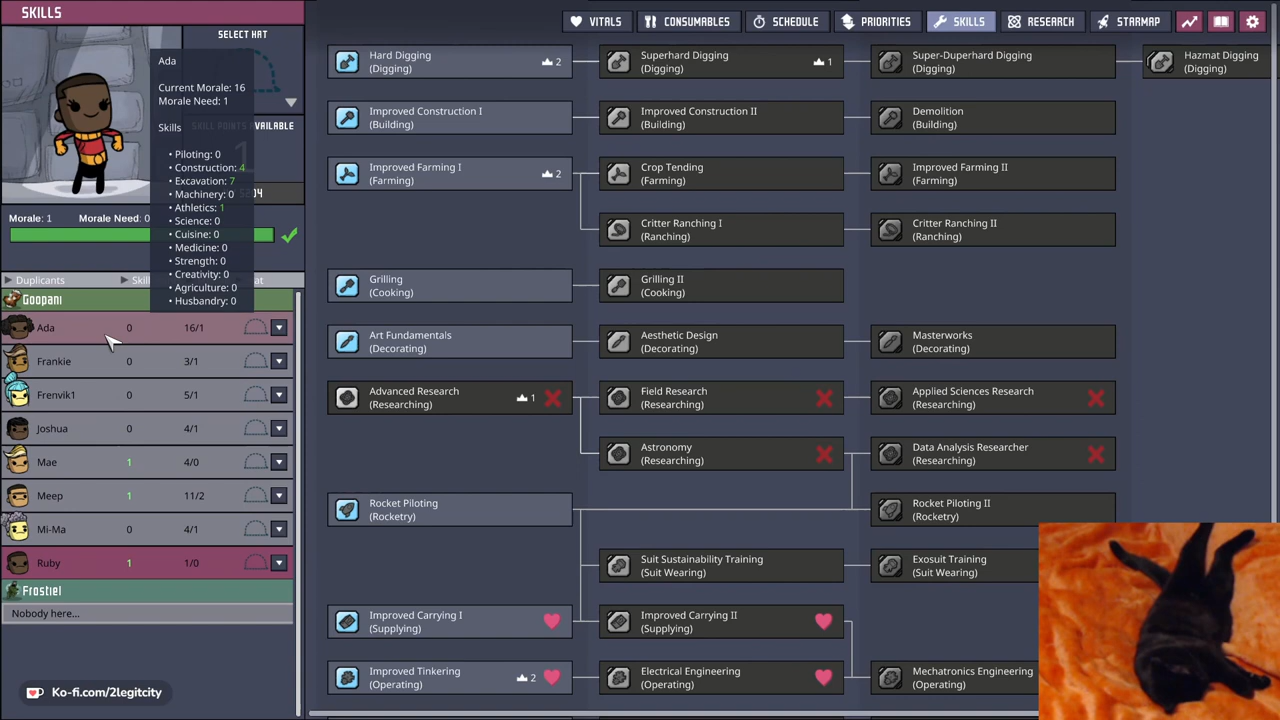 SKILLS
VITALS
CONSUMABLES
SCHEDULE
PRIORITIES
SKILLS
RESEARCH
STARMAP
SELECT HAT
Ada
Current Morale: 16
Morale Need: 1
Skills
SKILL POINTS AVAILABLE
• Piloting: 0
• Construction: 4
• Excavation: 7
• Machinery: 0
• Athletics: 1
• Science: 0
• Cuisine: 0
• Medicine: 0
• Strength: 0
• Creativity: 0
• Agriculture: 0
• Husbandry: 0
Morale: 1
Morale Need: 0
Duplicants
Goopani
Ada 0 16/1
Frankie 0 3/1
Frenvik1 0 5/1
Joshua 0 4/1
Mae 1 4/0
Meep 1 11/2
Mi-Ma 0 4/1
Ruby 1 1/0
Frostiel
Nobody here...
Ko-fi.com/2legitcity
Hard Digging
(Digging)
2
Superhard Digging
(Digging)
1
Super-Duperhard Digging
(Digging)
Hazmat Digging
(Digging)
Improved Construction I
(Building)
Improved Construction II
(Building)
Demolition
(Building)
Improved Farming I
(Farming)
2
Crop Tending
(Farming)
Improved Farming II
(Farming)
Critter Ranching I
(Ranching)
Critter Ranching II
(Ranching)
Grilling
(Cooking)
Grilling II
(Cooking)
Art Fundamentals
(Decorating)
Aesthetic Design
(Decorating)
Masterworks
(Decorating)
Advanced Research
(Researching)
1
Field Research
(Researching)
Applied Sciences Research
(Researching)
Astronomy
(Researching)
Data Analysis Researcher
(Researching)
Rocket Piloting
(Rocketry)
Rocket Piloting II
(Rocketry)
Suit Sustainability Training
(Suit Wearing)
Exosuit Training
(Suit Wearing)
Improved Carrying I
(Supplying)
Improved Carrying II
(Supplying)
Improved Tinkering
(Operating)
2
Electrical Engineering
(Operating)
Mechatronics Engineering
(Operating)